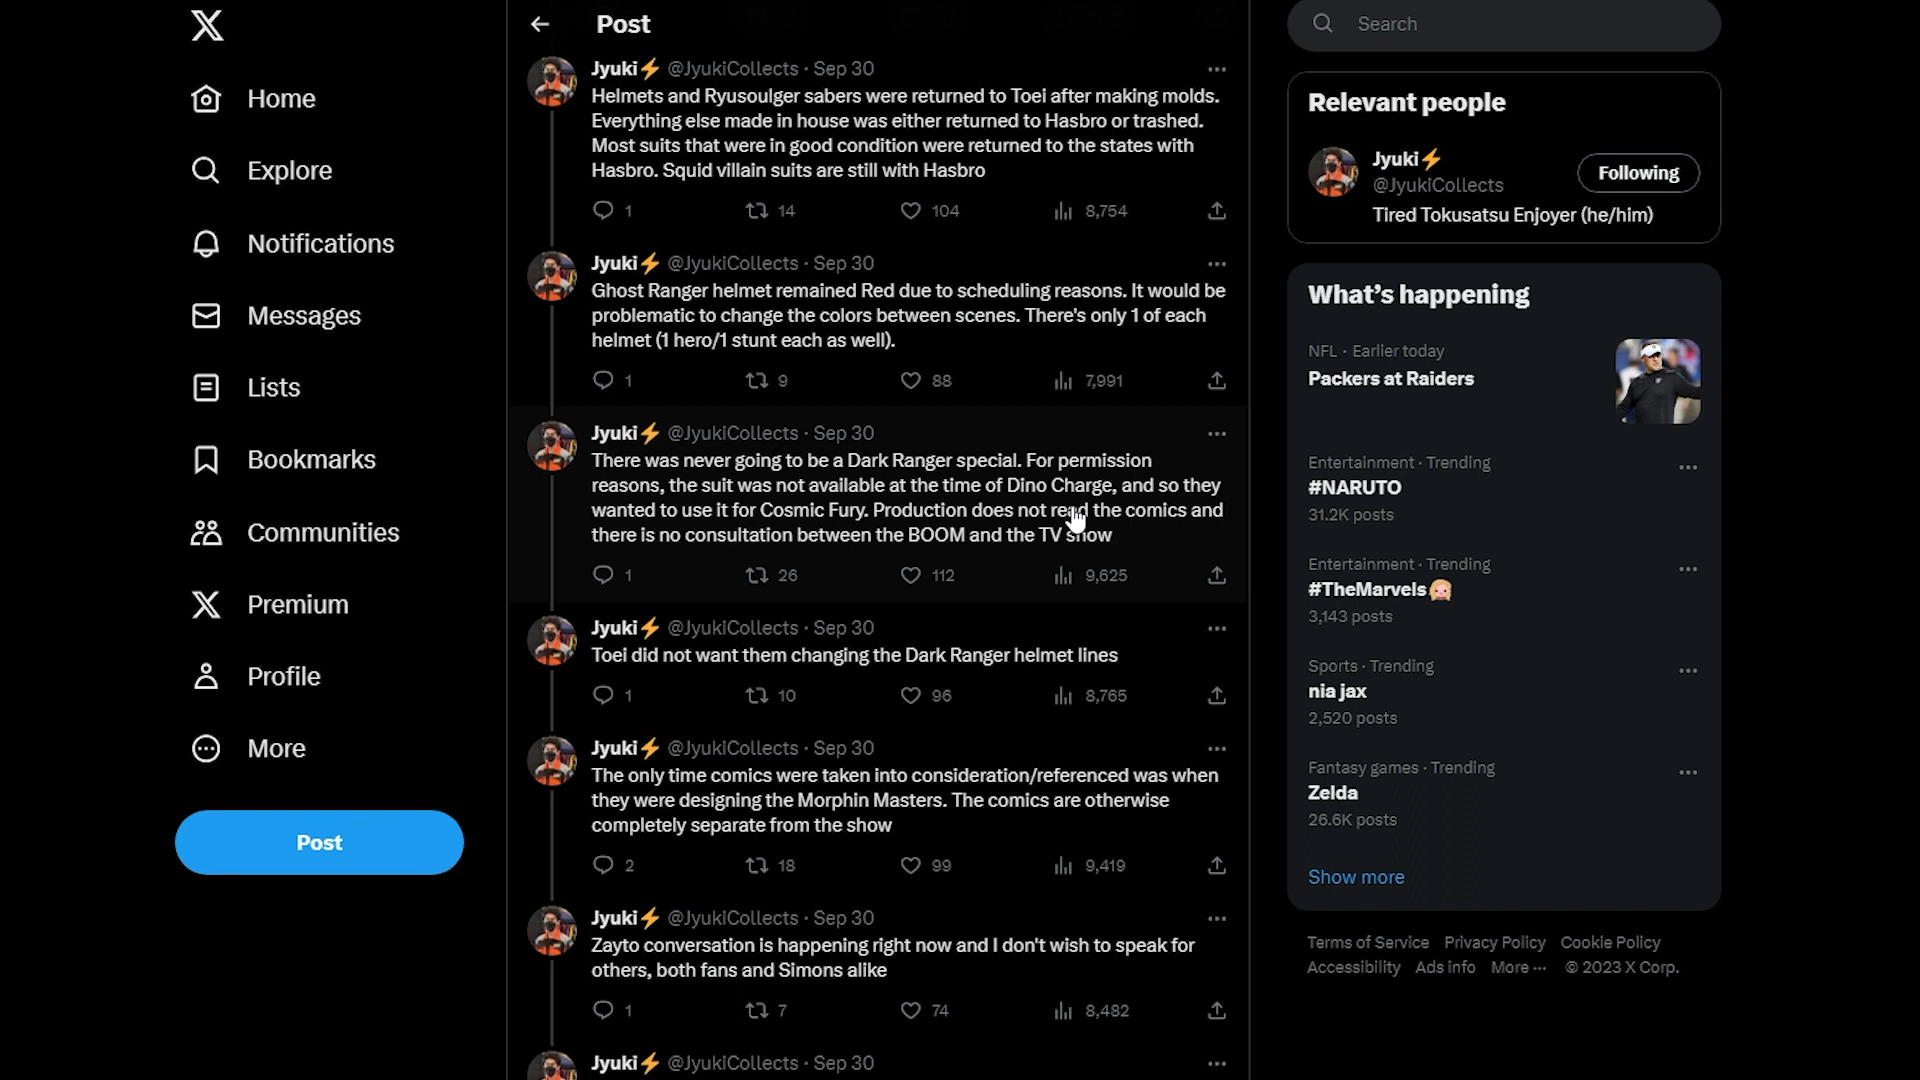 Home
Explore
Notifications
Messages
Lists
Bookmarks
Communities
Premium
Profile
More
Post
Post
Jyuki⚡ @JyukiCollects · Sep 30
Helmets and Ryusoulger sabers were returned to Toei after making molds.
Everything else made in house was either returned to Hasbro or trashed.
Most suits that were in good condition were returned to the states with
Hasbro. Squid villain suits are still with Hasbro
1 14 104 8,754
Jyuki⚡ @JyukiCollects · Sep 30
Ghost Ranger helmet remained Red due to scheduling reasons. It would be
problematic to change the colors between scenes. There's only 1 of each
helmet (1 hero/1 stunt each as well).
1 9 88 7,991
Jyuki⚡ @JyukiCollects · Sep 30
There was never going to be a Dark Ranger special. For permission
reasons, the suit was not available at the time of Dino Charge, and so they
wanted to use it for Cosmic Fury. Production does not read the comics and
there is no consultation between the BOOM and the TV show
1 26 112 9,625
Jyuki⚡ @JyukiCollects · Sep 30
Toei did not want them changing the Dark Ranger helmet lines
1 10 96 8,765
Jyuki⚡ @JyukiCollects · Sep 30
The only time comics were taken into consideration/referenced was when
they were designing the Morphin Masters. The comics are otherwise
completely separate from the show
2 18 99 9,419
Jyuki⚡ @JyukiCollects · Sep 30
Zayto conversation is happening right now and I don't wish to speak for
others, both fans and Simons alike
1 7 74 8,482
Jyuki⚡ @JyukiCollects · Sep 30
Search
Relevant people
Jyuki⚡
@JyukiCollects
Following
Tired Tokusatsu Enjoyer (he/him)
What's happening
NFL · Earlier today
Packers at Raiders
Entertainment · Trending
#NARUTO
31.2K posts
Entertainment · Trending
#TheMarvels
3,143 posts
Sports · Trending
nia jax
2,520 posts
Fantasy games · Trending
Zelda
26.6K posts
Show more
Terms of Service Privacy Policy Cookie Policy
Accessibility Ads info More ··· © 2023 X Corp.